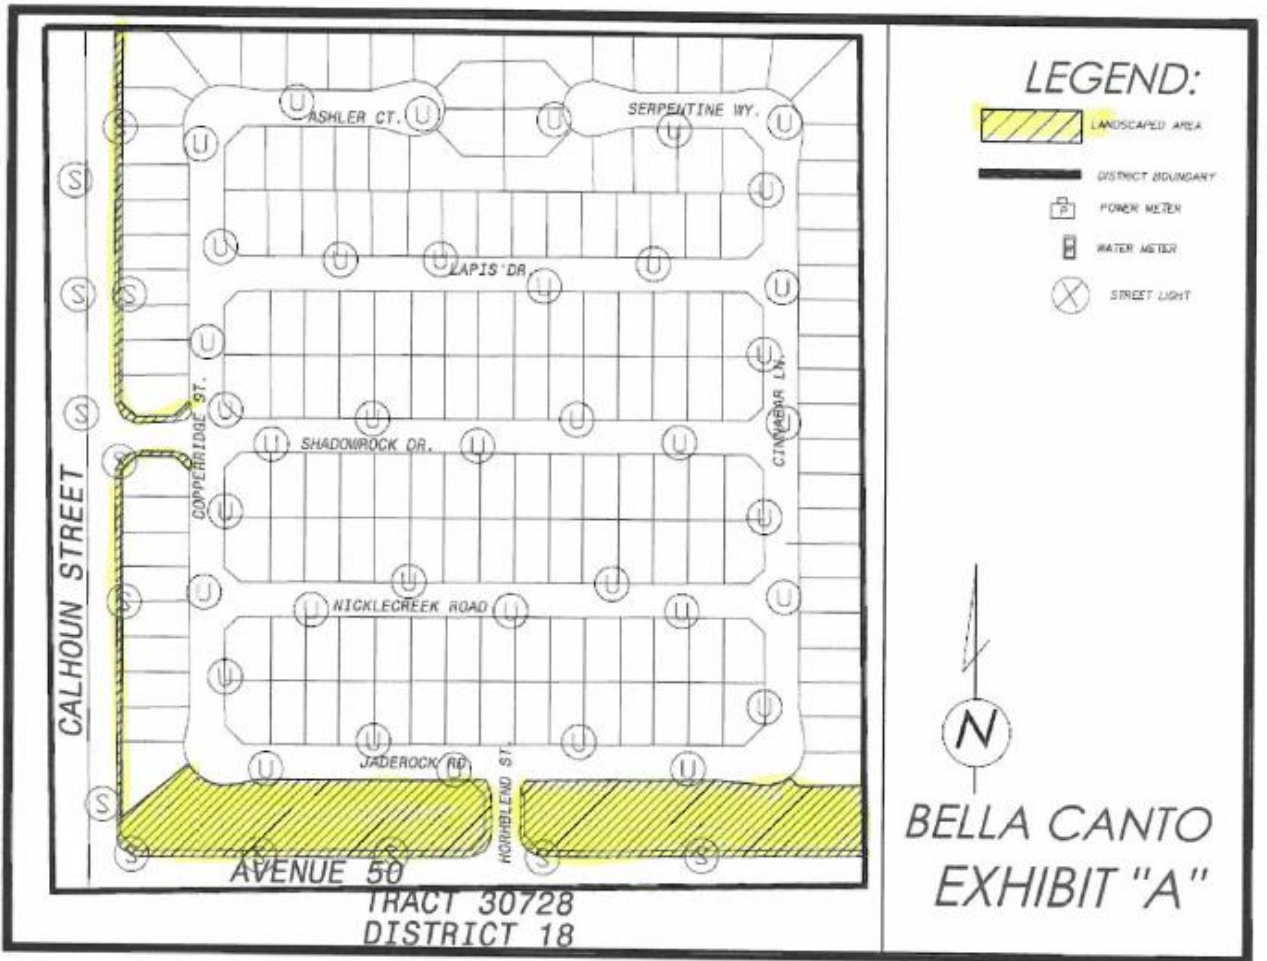 LEGEND:
LANDSCAPED AREA
DISTRICT BOUNDARY
P
POWER METER
WATER METER
STREET LIGHT
ASHLER CT.
SERPENTINE WY.
LAPIS DR.
COPPERRIDGE ST.
SHADOWROCK DR.
CINNABAR LN.
CALHOUN STREET
NICKLECREEK ROAD
JADEROCK RD.
HORNBLEND ST.
AVENUE 50
TRACT 30728
DISTRICT 18
N
BELLA CANTO
EXHIBIT "A"